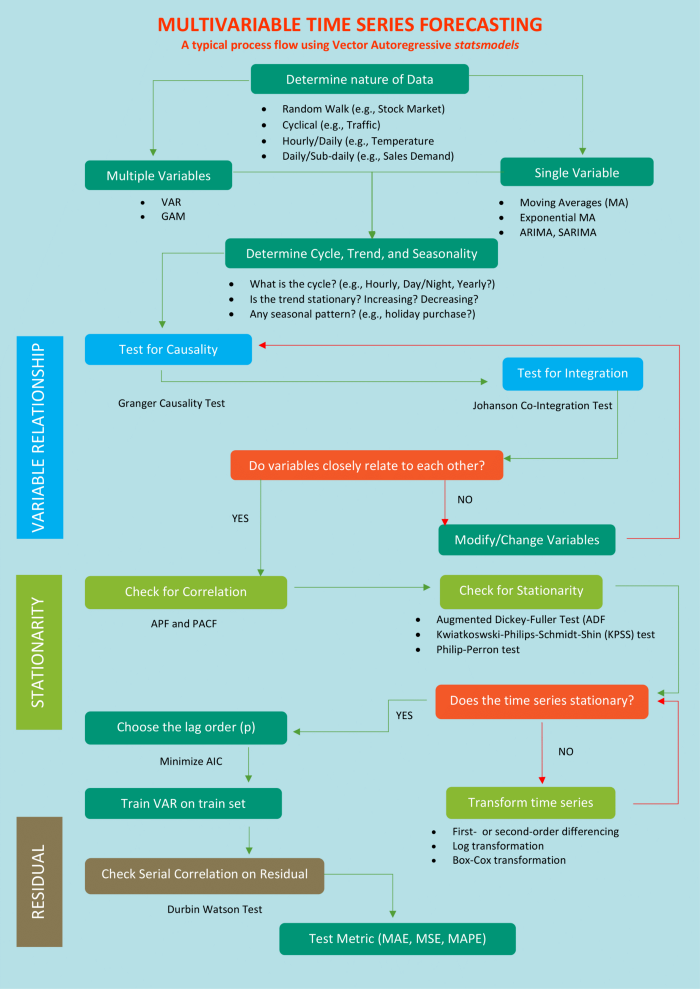 MULTIVARIABLE TIME SERIES FORECASTING
A typical process flow using Vector Autoregressive statsmodels
Determine nature of Data
• Random Walk (e.g., Stock Market)
• Cyclical (e.g., Traffic)
• Hourly/Daily (e.g., Temperature
• Daily/Sub-daily (e.g., Sales Demand)
Multiple Variables
• VAR
• GAM
Single Variable
• Moving Averages (MA)
• Exponential MA
• ARIMA, SARIMA
Determine Cycle, Trend, and Seasonality
• What is the cycle? (e.g., Hourly, Day/Night, Yearly?)
• Is the trend stationary? Increasing? Decreasing?
• Any seasonal pattern? (e.g., holiday purchase?)
VARIABLE RELATIONSHIP
Test for Causality
Granger Causality Test
Test for Integration
Johanson Co-Integration Test
Do variables closely relate to each other?
YES
NO
Modify/Change Variables
STATIONARITY
Check for Correlation
APF and PACF
Check for Stationarity
• Augmented Dickey-Fuller Test (ADF
• Kwiatkoswski-Philips-Schmidt-Shin (KPSS) test
• Philip-Perron test
Does the time series stationary?
YES
NO
Choose the lag order (p)
Minimize AIC
Transform time series
• First- or second-order differencing
• Log transformation
• Box-Cox transformation
Train VAR on train set
RESIDUAL
Check Serial Correlation on Residual
Durbin Watson Test
Test Metric (MAE, MSE, MAPE)